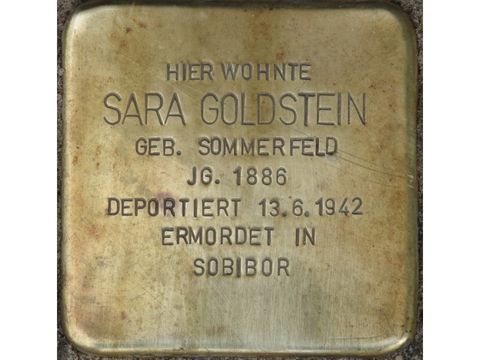 HIER WOHNTE
SARA GOLDSTEIN
GEB. SOMMERFELD
JG. 1886
DEPORTIERT 13.6.1942
ERMORDET IN
SOBIBOR